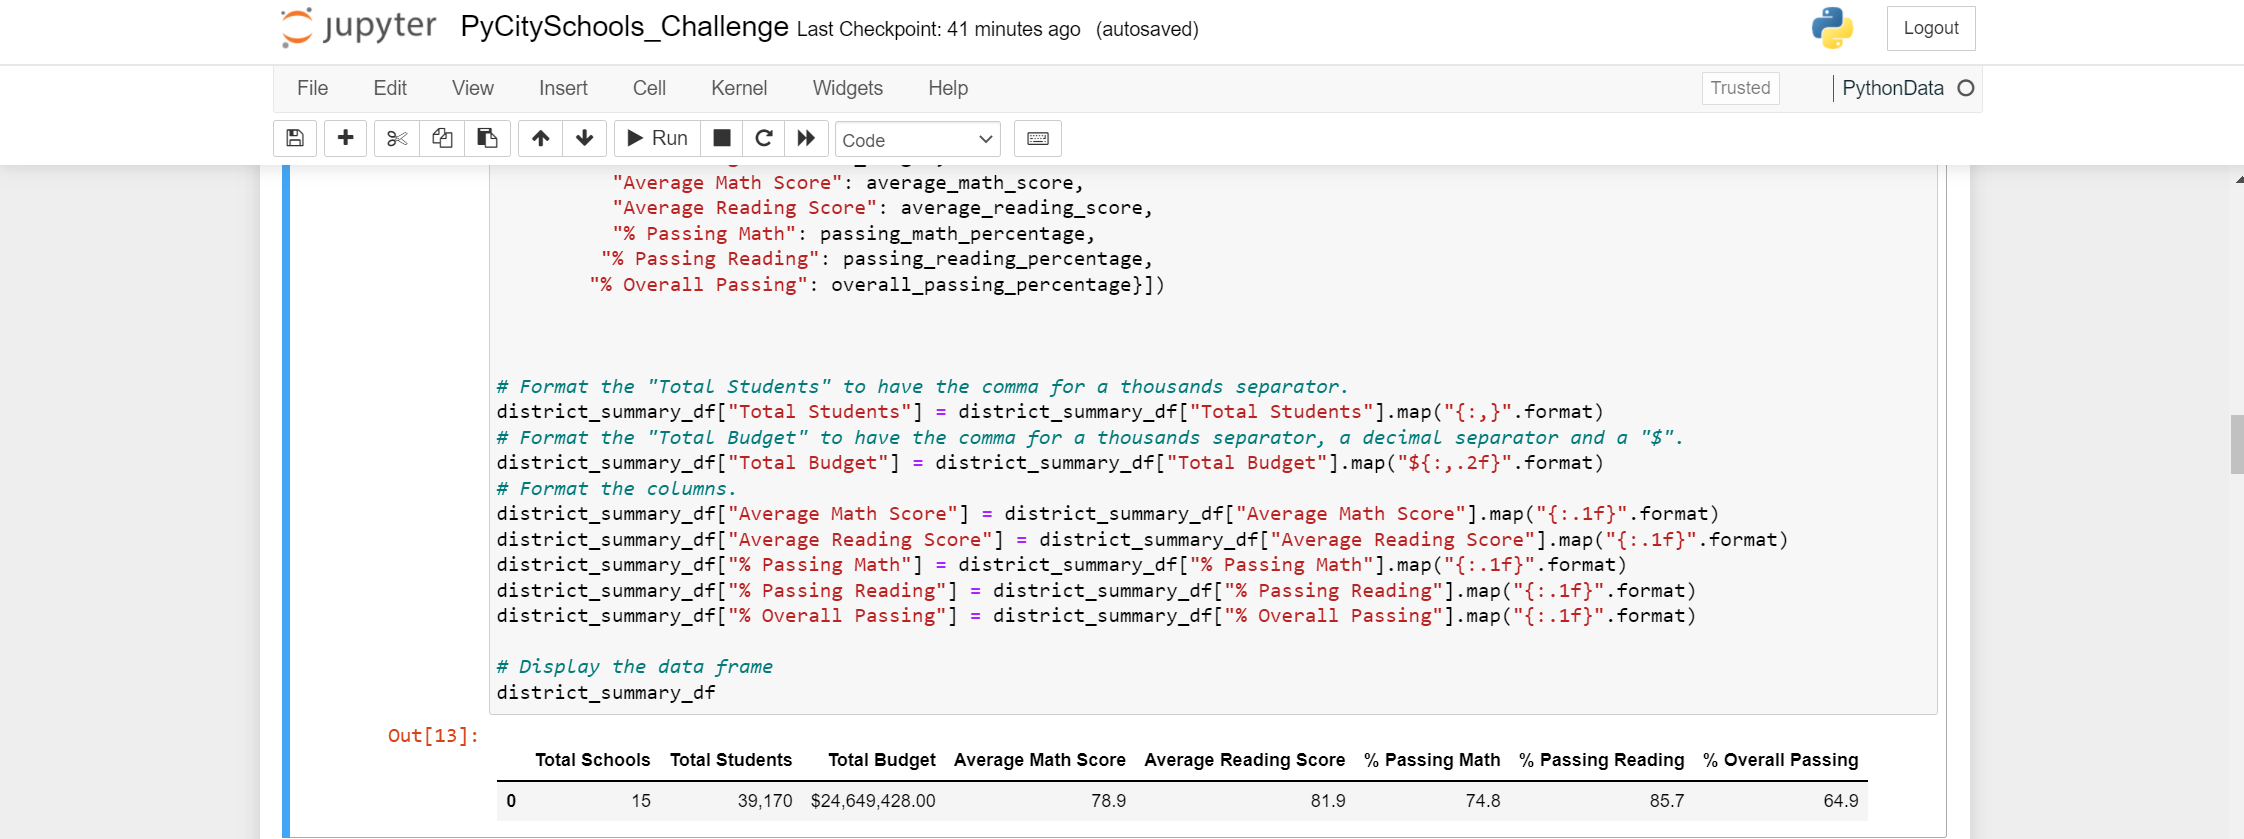 jupyter PyCitySchools_Challenge Last Checkpoint: 41 minutes ago (autosaved) Logout
File Edit View Insert Cell Kernel Widgets Help Trusted PythonData
Run Code
"Average Math Score": average_math_score,
"Average Reading Score": average_reading_score,
"% Passing Math": passing_math_percentage,
"% Passing Reading": passing_reading_percentage,
"% Overall Passing": overall_passing_percentage}])
# Format the "Total Students" to have the comma for a thousands separator.
district_summary_df["Total Students"] = district_summary_df["Total Students"].map("{:,}".format)
# Format the "Total Budget" to have the comma for a thousands separator, a decimal separator and a "$".
district_summary_df["Total Budget"] = district_summary_df["Total Budget"].map("${:,.2f}".format)
# Format the columns.
district_summary_df["Average Math Score"] = district_summary_df["Average Math Score"].map("{:.1f}".format)
district_summary_df["Average Reading Score"] = district_summary_df["Average Reading Score"].map("{:.1f}".format)
district_summary_df["% Passing Math"] = district_summary_df["% Passing Math"].map("{:.1f}".format)
district_summary_df["% Passing Reading"] = district_summary_df["% Passing Reading"].map("{:.1f}".format)
district_summary_df["% Overall Passing"] = district_summary_df["% Overall Passing"].map("{:.1f}".format)
# Display the data frame
district_summary_df
Out[13]:
Total Schools Total Students Total Budget Average Math Score Average Reading Score % Passing Math % Passing Reading % Overall Passing
0 15 39,170 $24,649,428.00 78.9 81.9 74.8 85.7 64.9